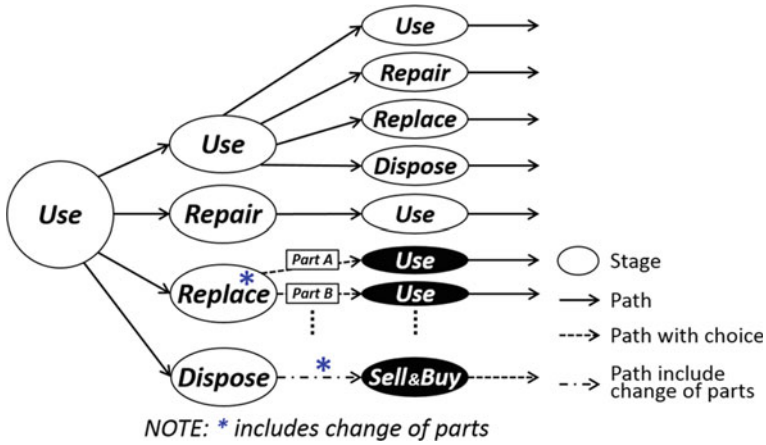 Use
Repair
Use
Replace
Dispose
Use
Repair
Use
Part A
Use
Replace
*
Part B
Use
Dispose
*
Sell&Buy
Stage
Path
Path with choice
Path include
change of parts
NOTE: * includes change of parts